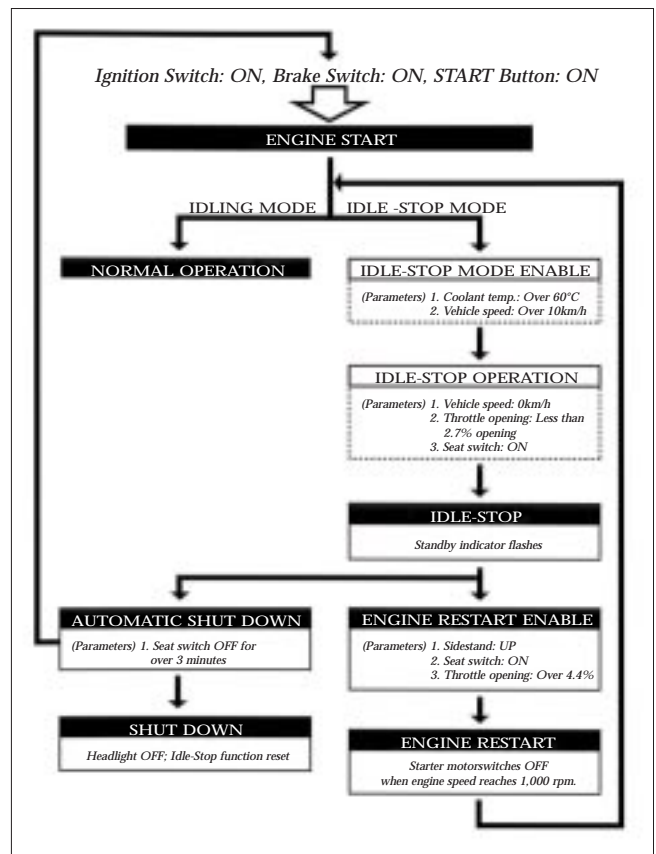 Ignition Switch: ON, Brake Switch: ON, START Button: ON
ENGINE START
IDLING MODE
IDLE -STOP MODE
NORMAL OPERATION
IDLE-STOP MODE ENABLE
(Parameters) 1. Coolant temp.: Over 60°C
2. Vehicle speed: Over 10km/h
IDLE-STOP OPERATION
(Parameters) 1. Vehicle speed: 0km/h
2. Throttle opening: Less than
2.7% opening
3. Seat switch: ON
IDLE-STOP
Standby indicator flashes
AUTOMATIC SHUT DOWN
(Parameters) 1. Seat switch OFF for
over 3 minutes
SHUT DOWN
Headlight OFF; Idle-Stop function reset
ENGINE RESTART ENABLE
(Parameters) 1. Sidestand: UP
2. Seat switch: ON
3. Throttle opening: Over 4.4%
ENGINE RESTART
Starter motorswitches OFF
when engine speed reaches 1,000 rpm.